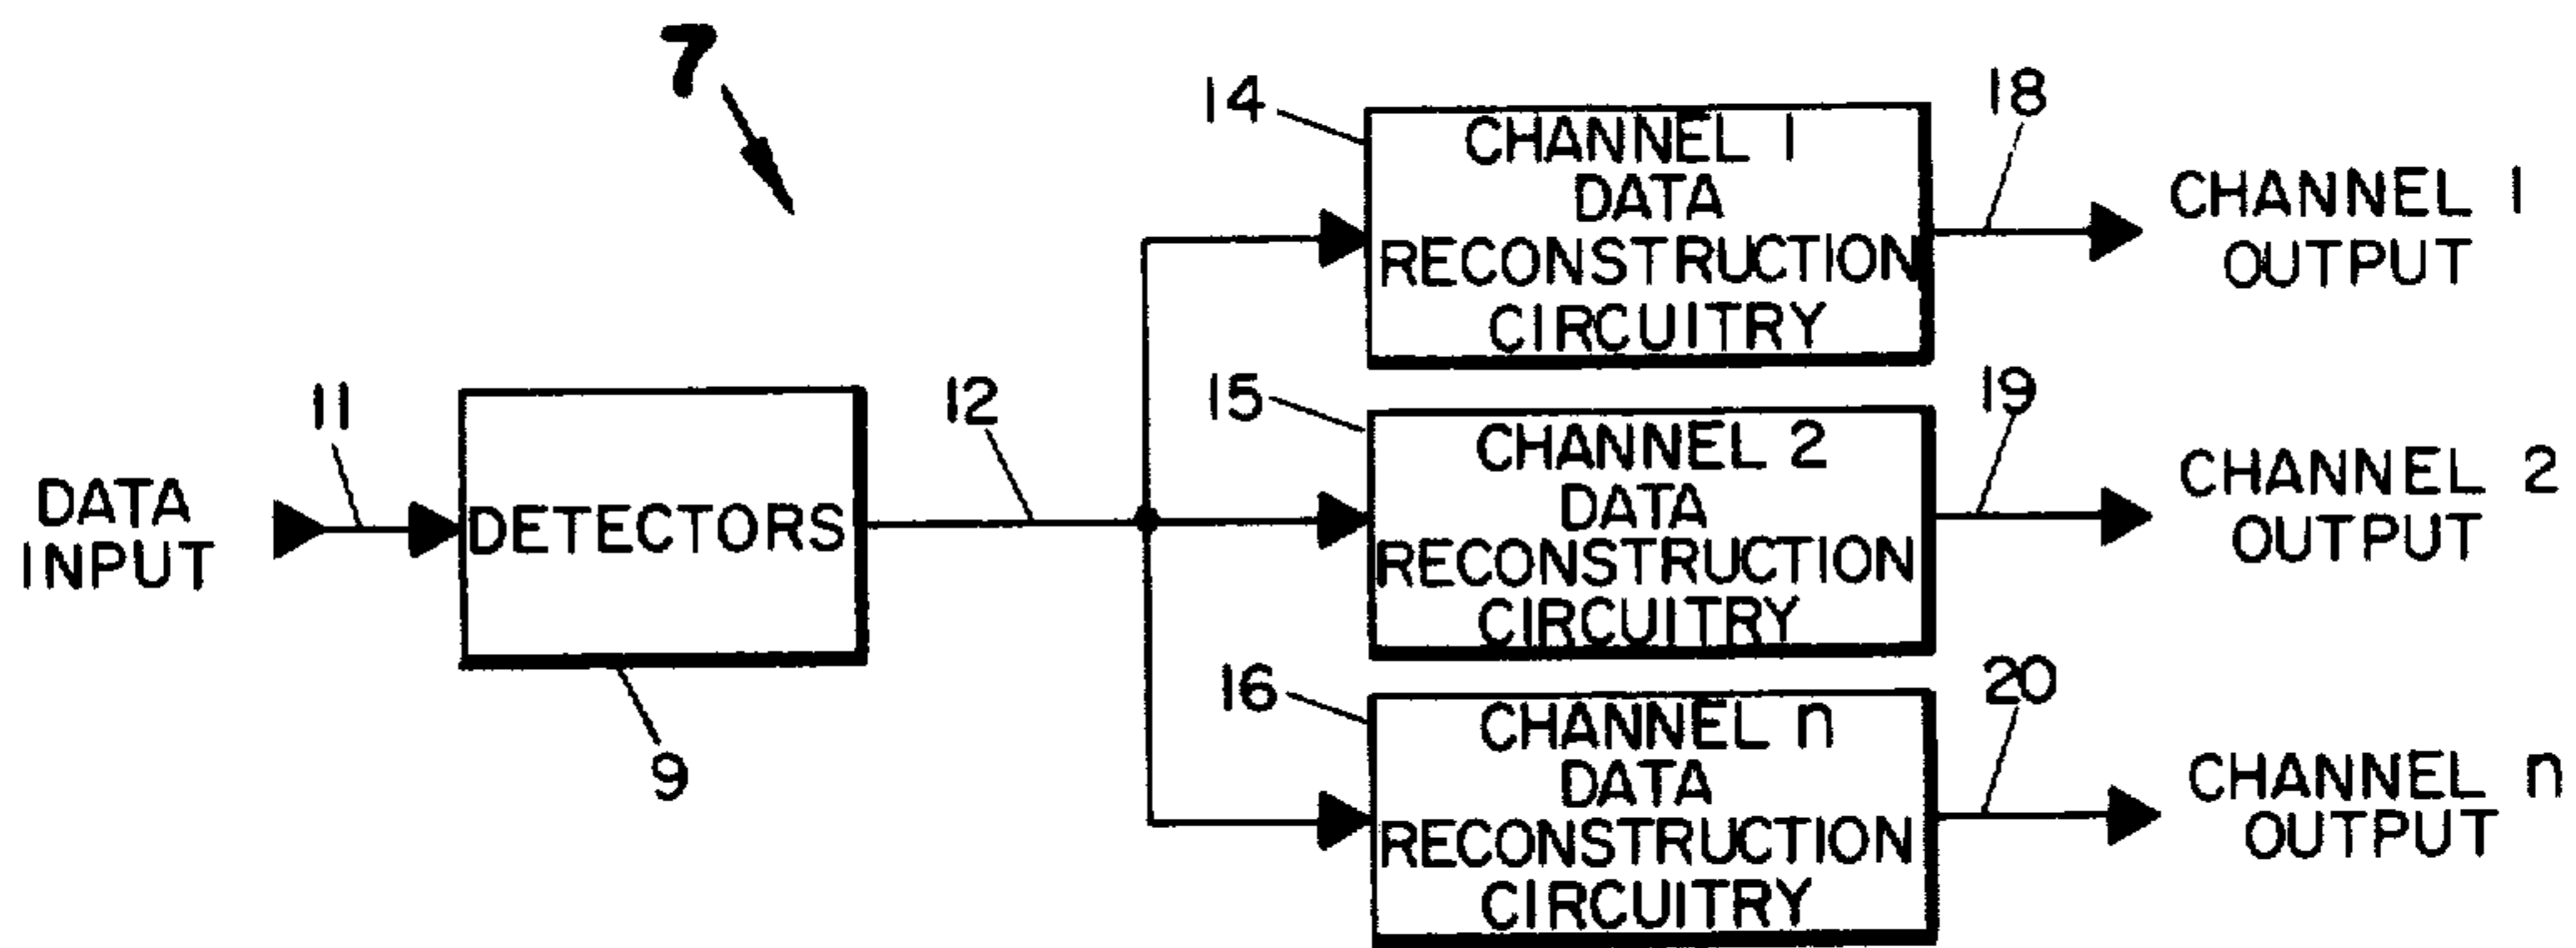 7
14
CHANNEL 1
DATA
RECONSTRUCTION
CIRCUITRY
18
CHANNEL 1
OUTPUT
DATA
INPUT
11
DETECTORS
9
12
15
CHANNEL 2
DATA
RECONSTRUCTION
CIRCUITRY
19
CHANNEL 2
OUTPUT
16
CHANNEL n
DATA
RECONSTRUCTION
CIRCUITRY
20
CHANNEL n
OUTPUT